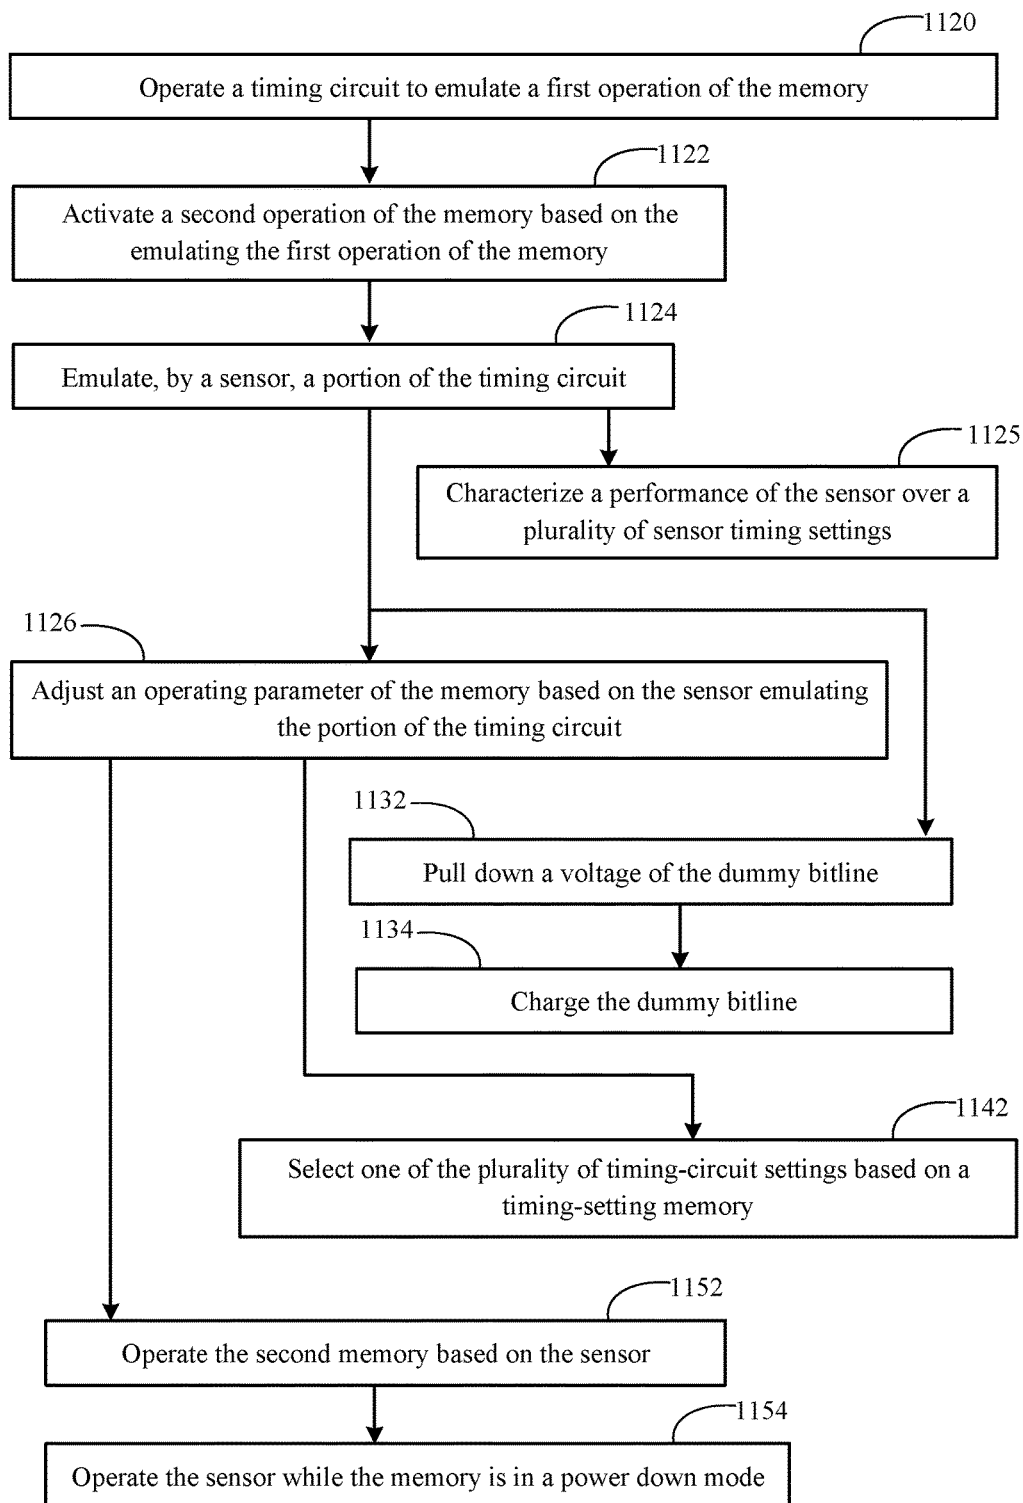 1120
Operate a timing circuit to emulate a first operation of the memory
1122
Activate a second operation of the memory based on the
emulating the first operation of the memory
1124
Emulate, by a sensor, a portion of the timing circuit
1125
Characterize a performance of the sensor over a
plurality of sensor timing settings
1126
Adjust an operating parameter of the memory based on the sensor emulating
the portion of the timing circuit
1132
Pull down a voltage of the dummy bitline
1134
Charge the dummy bitline
1142
Select one of the plurality of timing-circuit settings based on a
timing-setting memory
1152
Operate the second memory based on the sensor
1154
Operate the sensor while the memory is in a power down mode